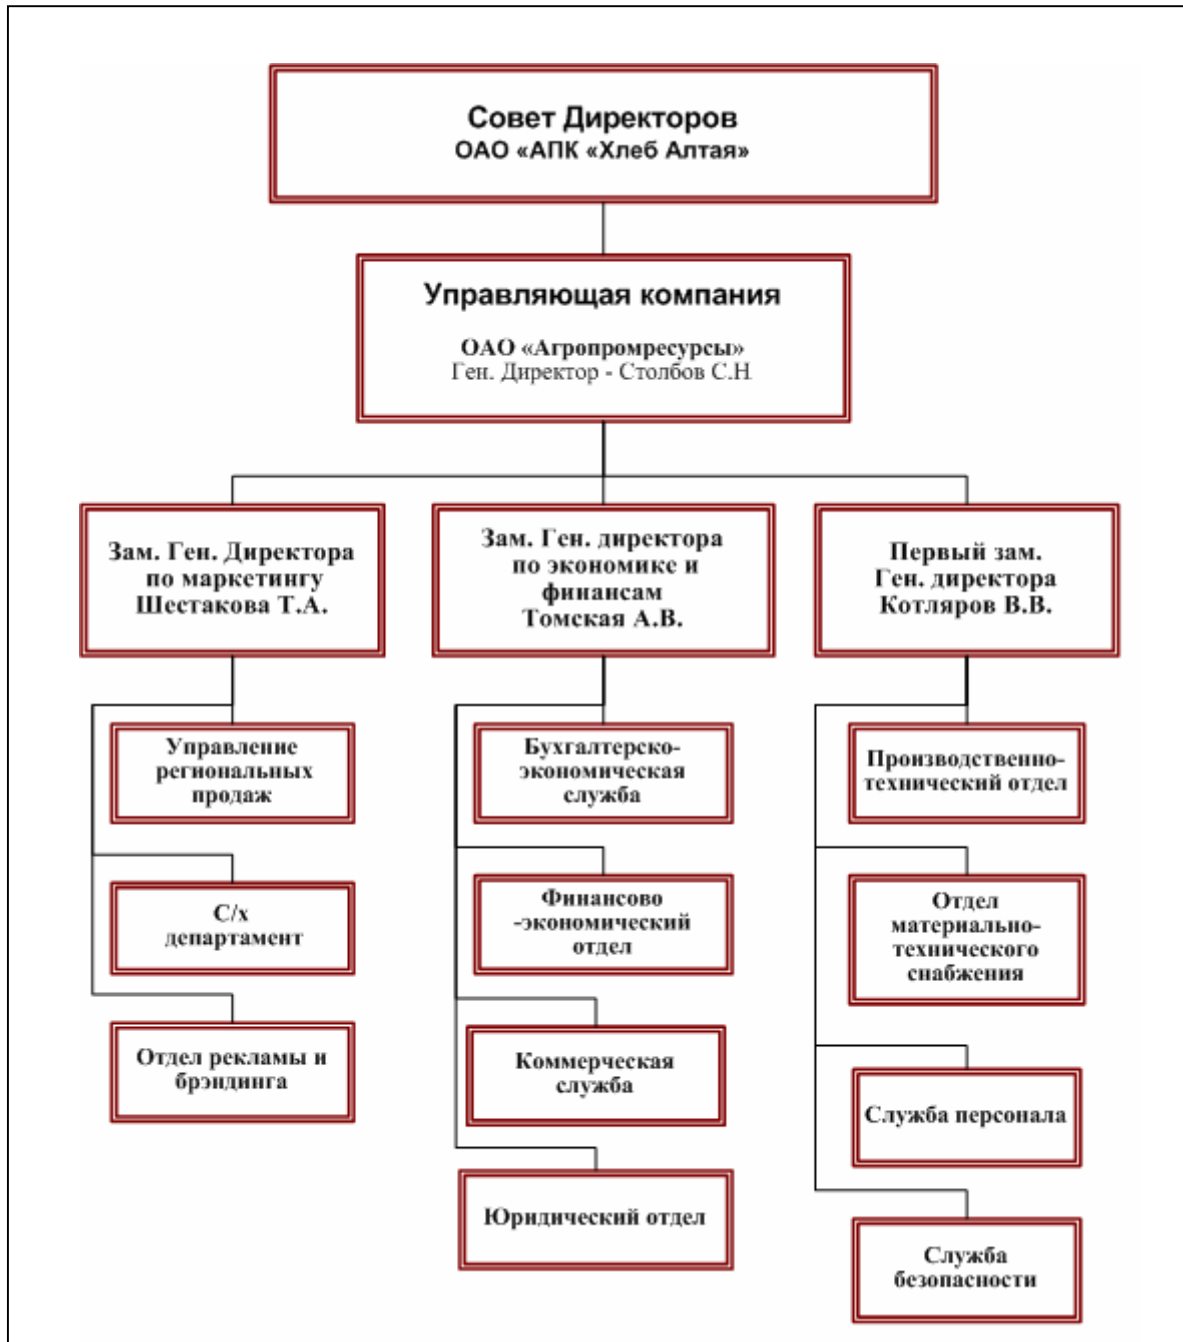 Совет Директоров
ОАО «АПК «Хлеб Алтая»
Управляющая компания
ОАО «Агропромресурсы»
Ген. Директор - Столбов С.Н
Зам. Ген. Директора
по маркетингу
Шестакова Т.А.
Зам. Ген. директора
по экономике и
финансам
Томская А.В.
Первый зам.
Ген. директора
Котляров В.В.
Управление
региональных
продаж
С/х
департамент
Отдел рекламы и
брэндинга
Бухгалтерско-
экономическая
служба
Финансово
-экономический
отдел
Коммерческая
служба
Юридический отдел
Производственно-
технический отдел
Отдел
материально-
технического
снабжения
Служба персонала
Служба
безопасности